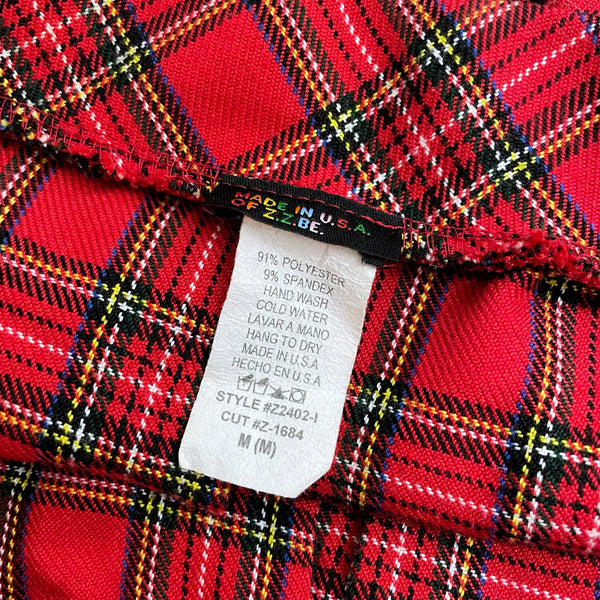 MADE IN U.S.A.
OF Z.Z.BE.
91% POLYESTER
9% SPANDEX
HAND WASH
COLD WATER
LAVAR A MANO
HANG TO DRY
MADE IN U.S.A
HECHO EN U.S.A
STYLE #Z2402-I
CUT #Z-1684
M (M)